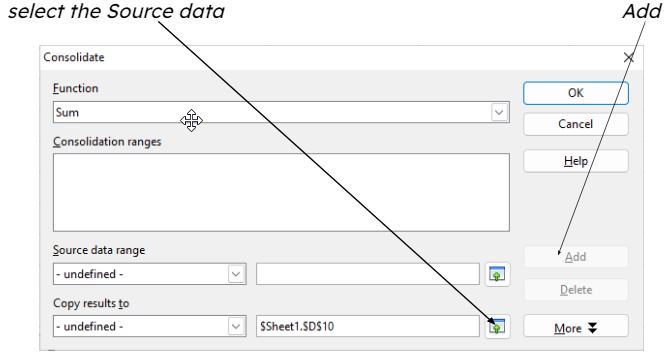 select the Source data
Add
Consolidate
Function
OK
Sum
Cancel
Consolidation ranges
Help
Source data range
Add
- undefined -
Delete
Copy results to
- undefined -
$Sheet1.$D$10
More